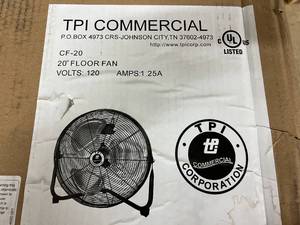 TPI COMMERCIAL
P.O.BOX 4973 CRS-JOHNSON CITY,TN 37602-4973
http://www.tpicorp.com
C UL US
LISTED
CF-20
20" FLOOR FAN
VOLTS: 120 AMPS:1.25A
TPI
COMMERCIAL
CORPORATION